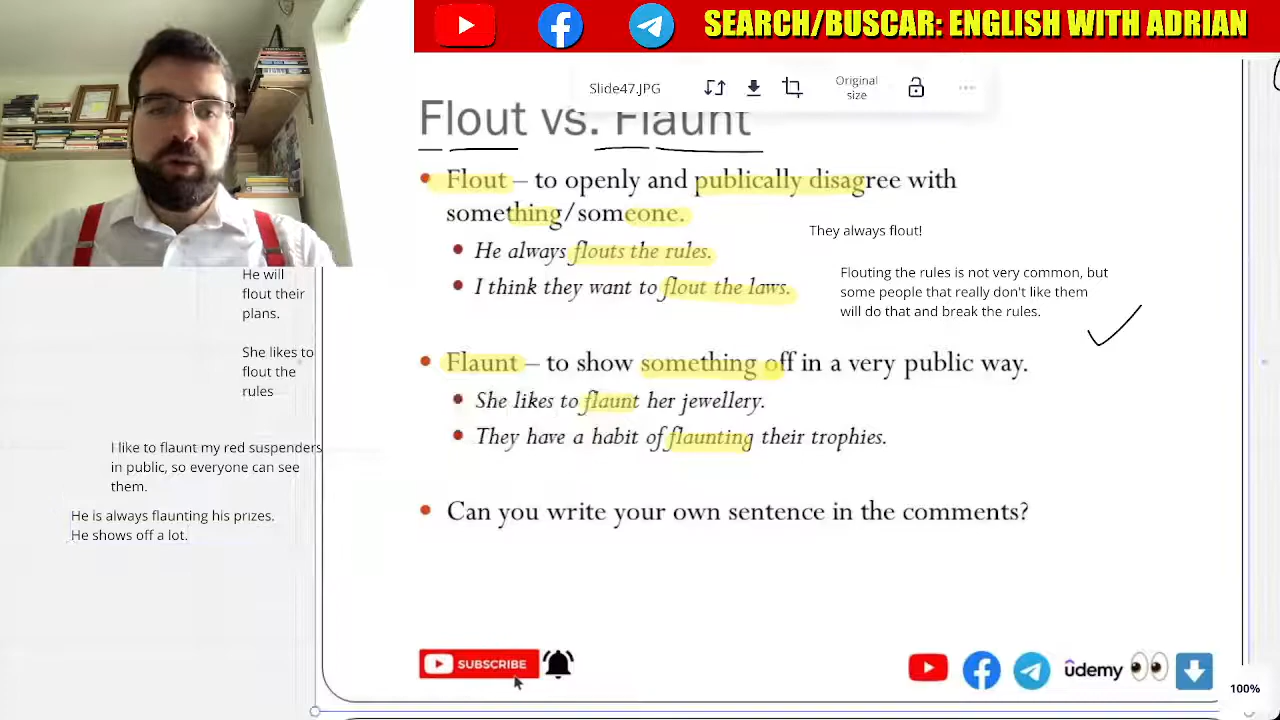 SEARCH/BUSCAR: ENGLISH WITH ADRIAN
Slide47.JPG
Original
size
Flout vs. Flaunt
Flout – to openly and publically disagree with
something/someone.
They always flout!
He always flouts the rules.
I think they want to flout the laws.
Flouting the rules is not very common, but
some people that really don't like them
will do that and break the rules.
He will
flout their
plans.
She likes to
flout the
rules
Flaunt – to show something off in a very public way.
She likes to flaunt her jewellery.
They have a habit of flaunting their trophies.
I like to flaunt my red suspenders
in public, so everyone can see
them.
He is always flaunting his prizes.
He shows off a lot.
Can you write your own sentence in the comments?
SUBSCRIBE
udemy
100%